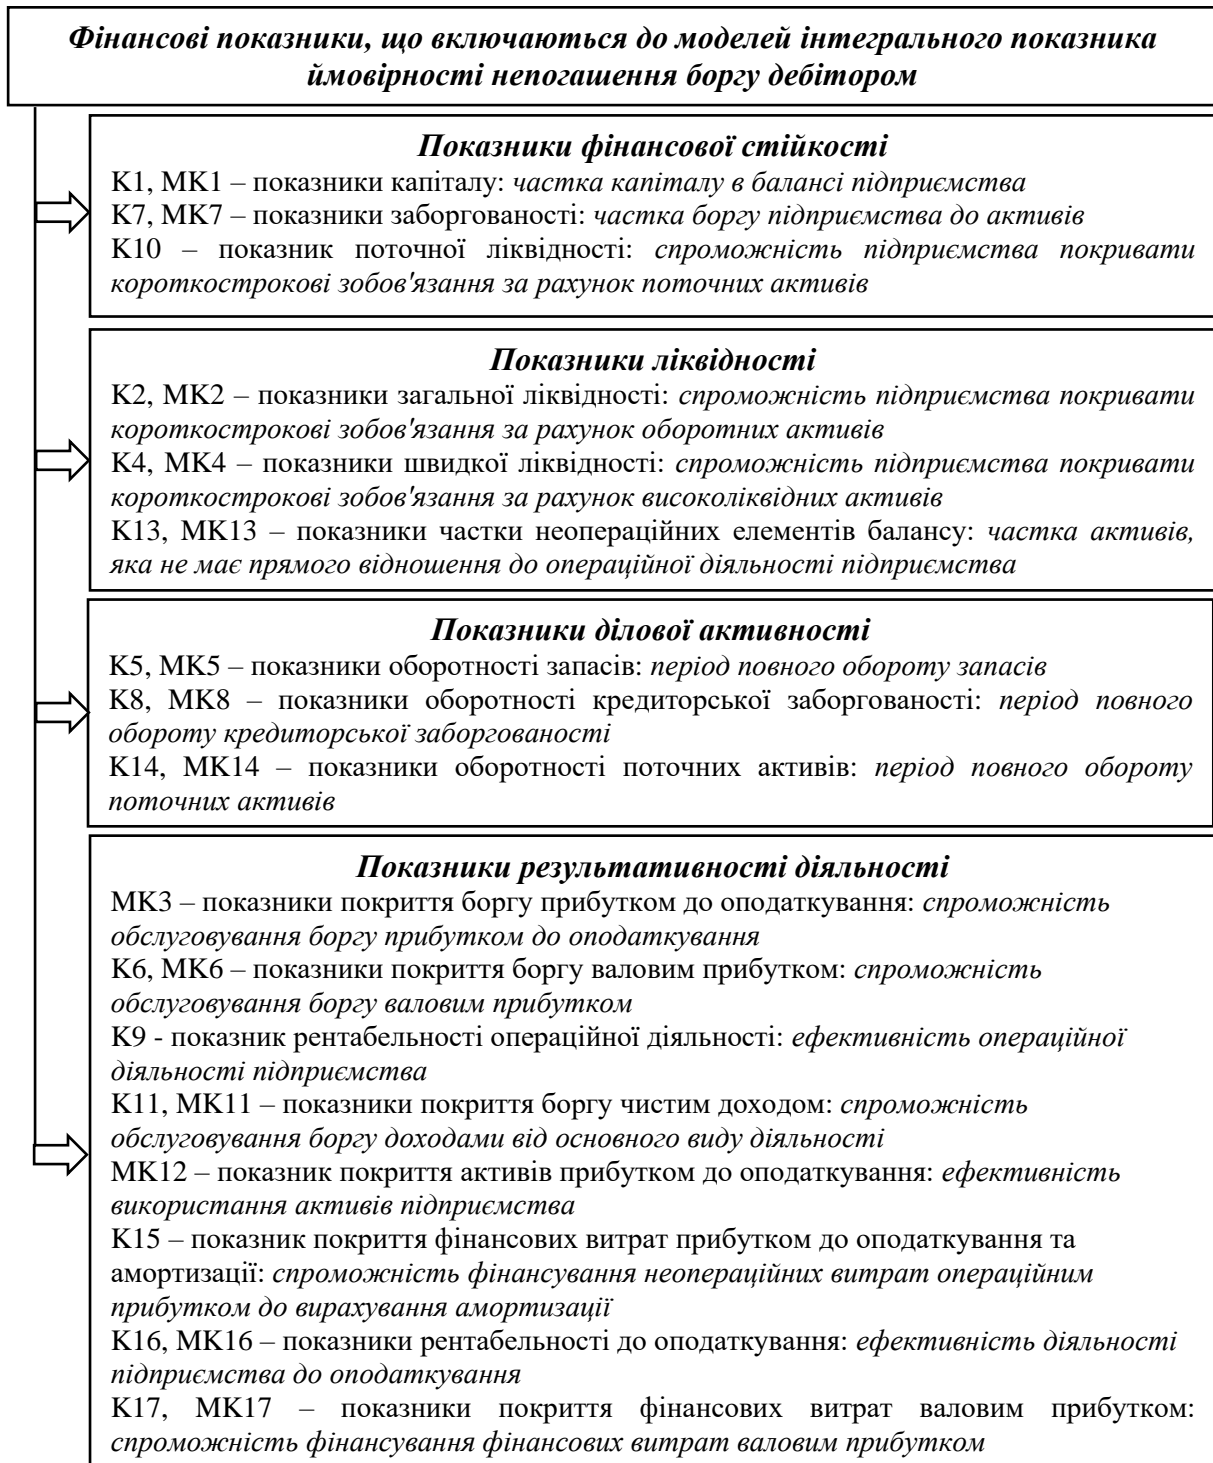 Фінансові показники, що включаються до моделей інтегрального показника
ймовірності непогашення боргу дебітором
Показники фінансової стійкості
К1, МК1 – показники капіталу: частка капіталу в балансі підприємства
К7, МК7 – показники заборгованості: частка боргу підприємства до активів
К10 – показник поточної ліквідності: спроможність підприємства покривати
короткострокові зобов'язання за рахунок поточних активів
Показники ліквідності
К2, МК2 – показники загальної ліквідності: спроможність підприємства покривати
короткострокові зобов'язання за рахунок оборотних активів
К4, МК4 – показники швидкої ліквідності: спроможність підприємства покривати
короткострокові зобов'язання за рахунок високоліквідних активів
К13, МК13 – показники частки неопераційних елементів балансу: частка активів,
яка не має прямого відношення до операційної діяльності підприємства
Показники ділової активності
К5, МК5 – показники оборотності запасів: період повного обороту запасів
К8, МК8 – показники оборотності кредиторської заборгованості: період повного
обороту кредиторської заборгованості
К14, МК14 – показники оборотності поточних активів: період повного обороту
поточних активів
Показники результативності діяльності
МК3 – показники покриття боргу прибутком до оподаткування: спроможність
обслуговування боргу прибутком до оподаткування
К6, МК6 – показники покриття боргу валовим прибутком: спроможність
обслуговування боргу валовим прибутком
К9 - показник рентабельності операційної діяльності: ефективність операційної
діяльності підприємства
К11, МК11 – показники покриття боргу чистим доходом: спроможність
обслуговування боргу доходами від основного виду діяльності
МК12 – показник покриття активів прибутком до оподаткування: ефективність
використання активів підприємства
К15 – показник покриття фінансових витрат прибутком до оподаткування та
амортизації: спроможність фінансування неопераційних витрат операційним
прибутком до вирахування амортизації
К16, МК16 – показники рентабельності до оподаткування: ефективність діяльності
підприємства до оподаткування
К17, МК17 – показники покриття фінансових витрат валовим прибутком:
спроможність фінансування фінансових витрат валовим прибутком